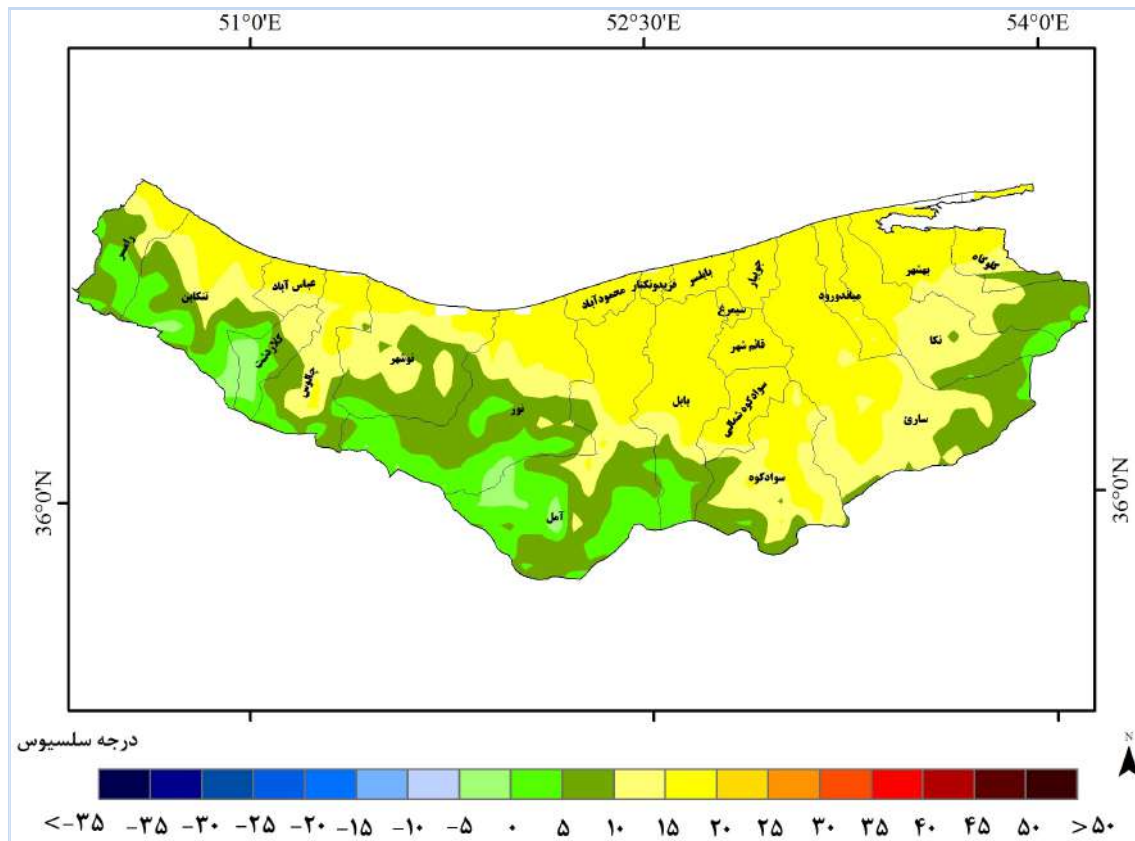 51°0'E 52°30'E 54°0'E
36°0'N
36°0'N
رامسر
تنکابن
عباس آباد
کلاردشت
چالوس
نوشهر
نور
آمل
محمودآباد
فریدونکنار
بابلسر
بابل
جویبار
سیمرغ
قائم شهر
سوادکوه شمالی
سوادکوه
میاندورود
ساری
نکا
بهشهر
گلوگاه
درجه سلسیوس
N
<-۳۵ -۳۵ -۳۰ -۲۵ -۲۰ -۱۵ -۱۰ -۵ ۰ ۵ ۱۰ ۱۵ ۲۰ ۲۵ ۳۰ ۳۵ ۴۰ ۴۵ ۵۰ >۵۰